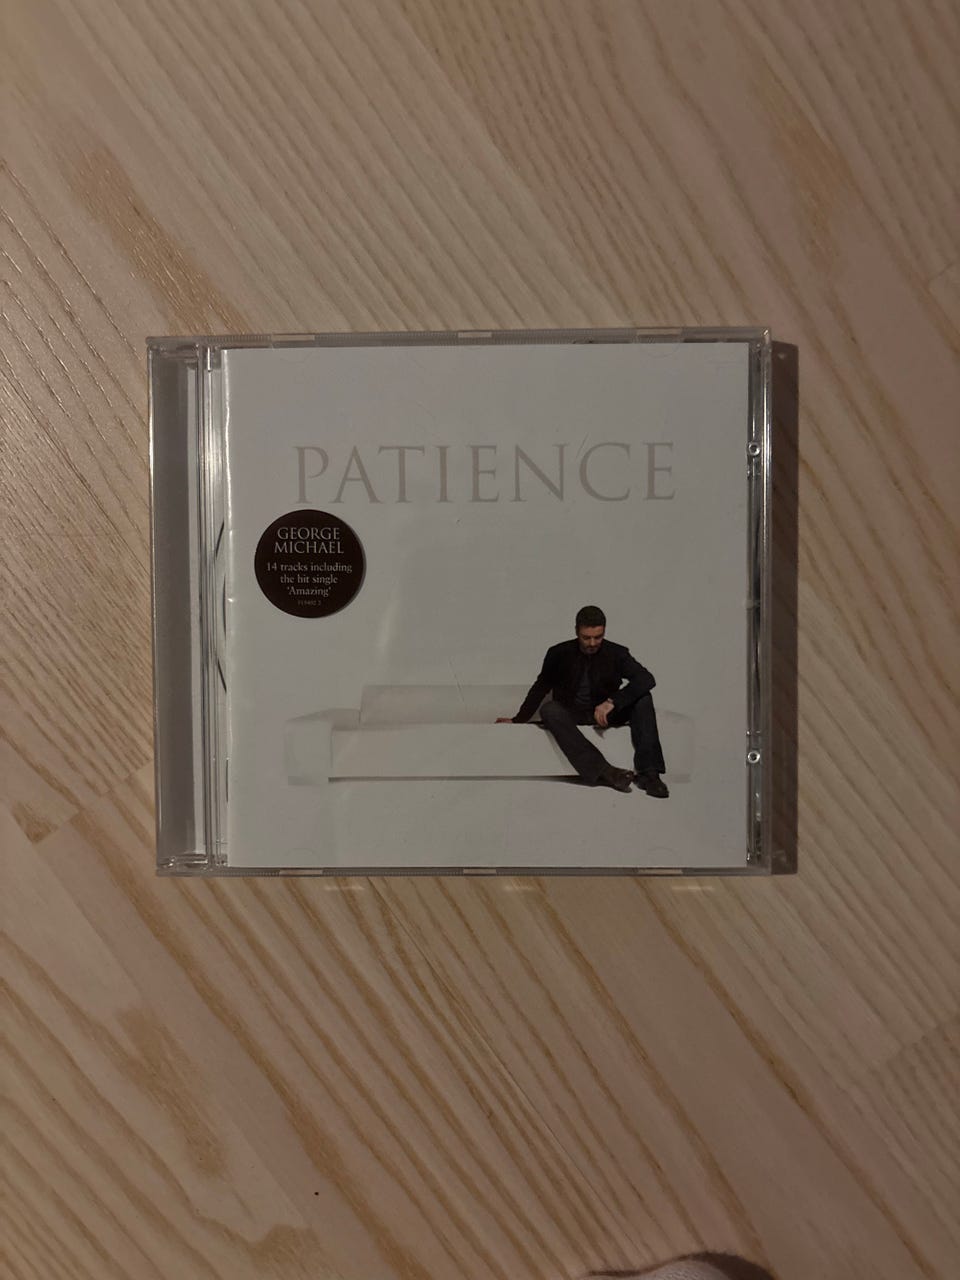 PATIENCE
GEORGE
MICHAEL
14 tracks including
the hit single
'Amazing'